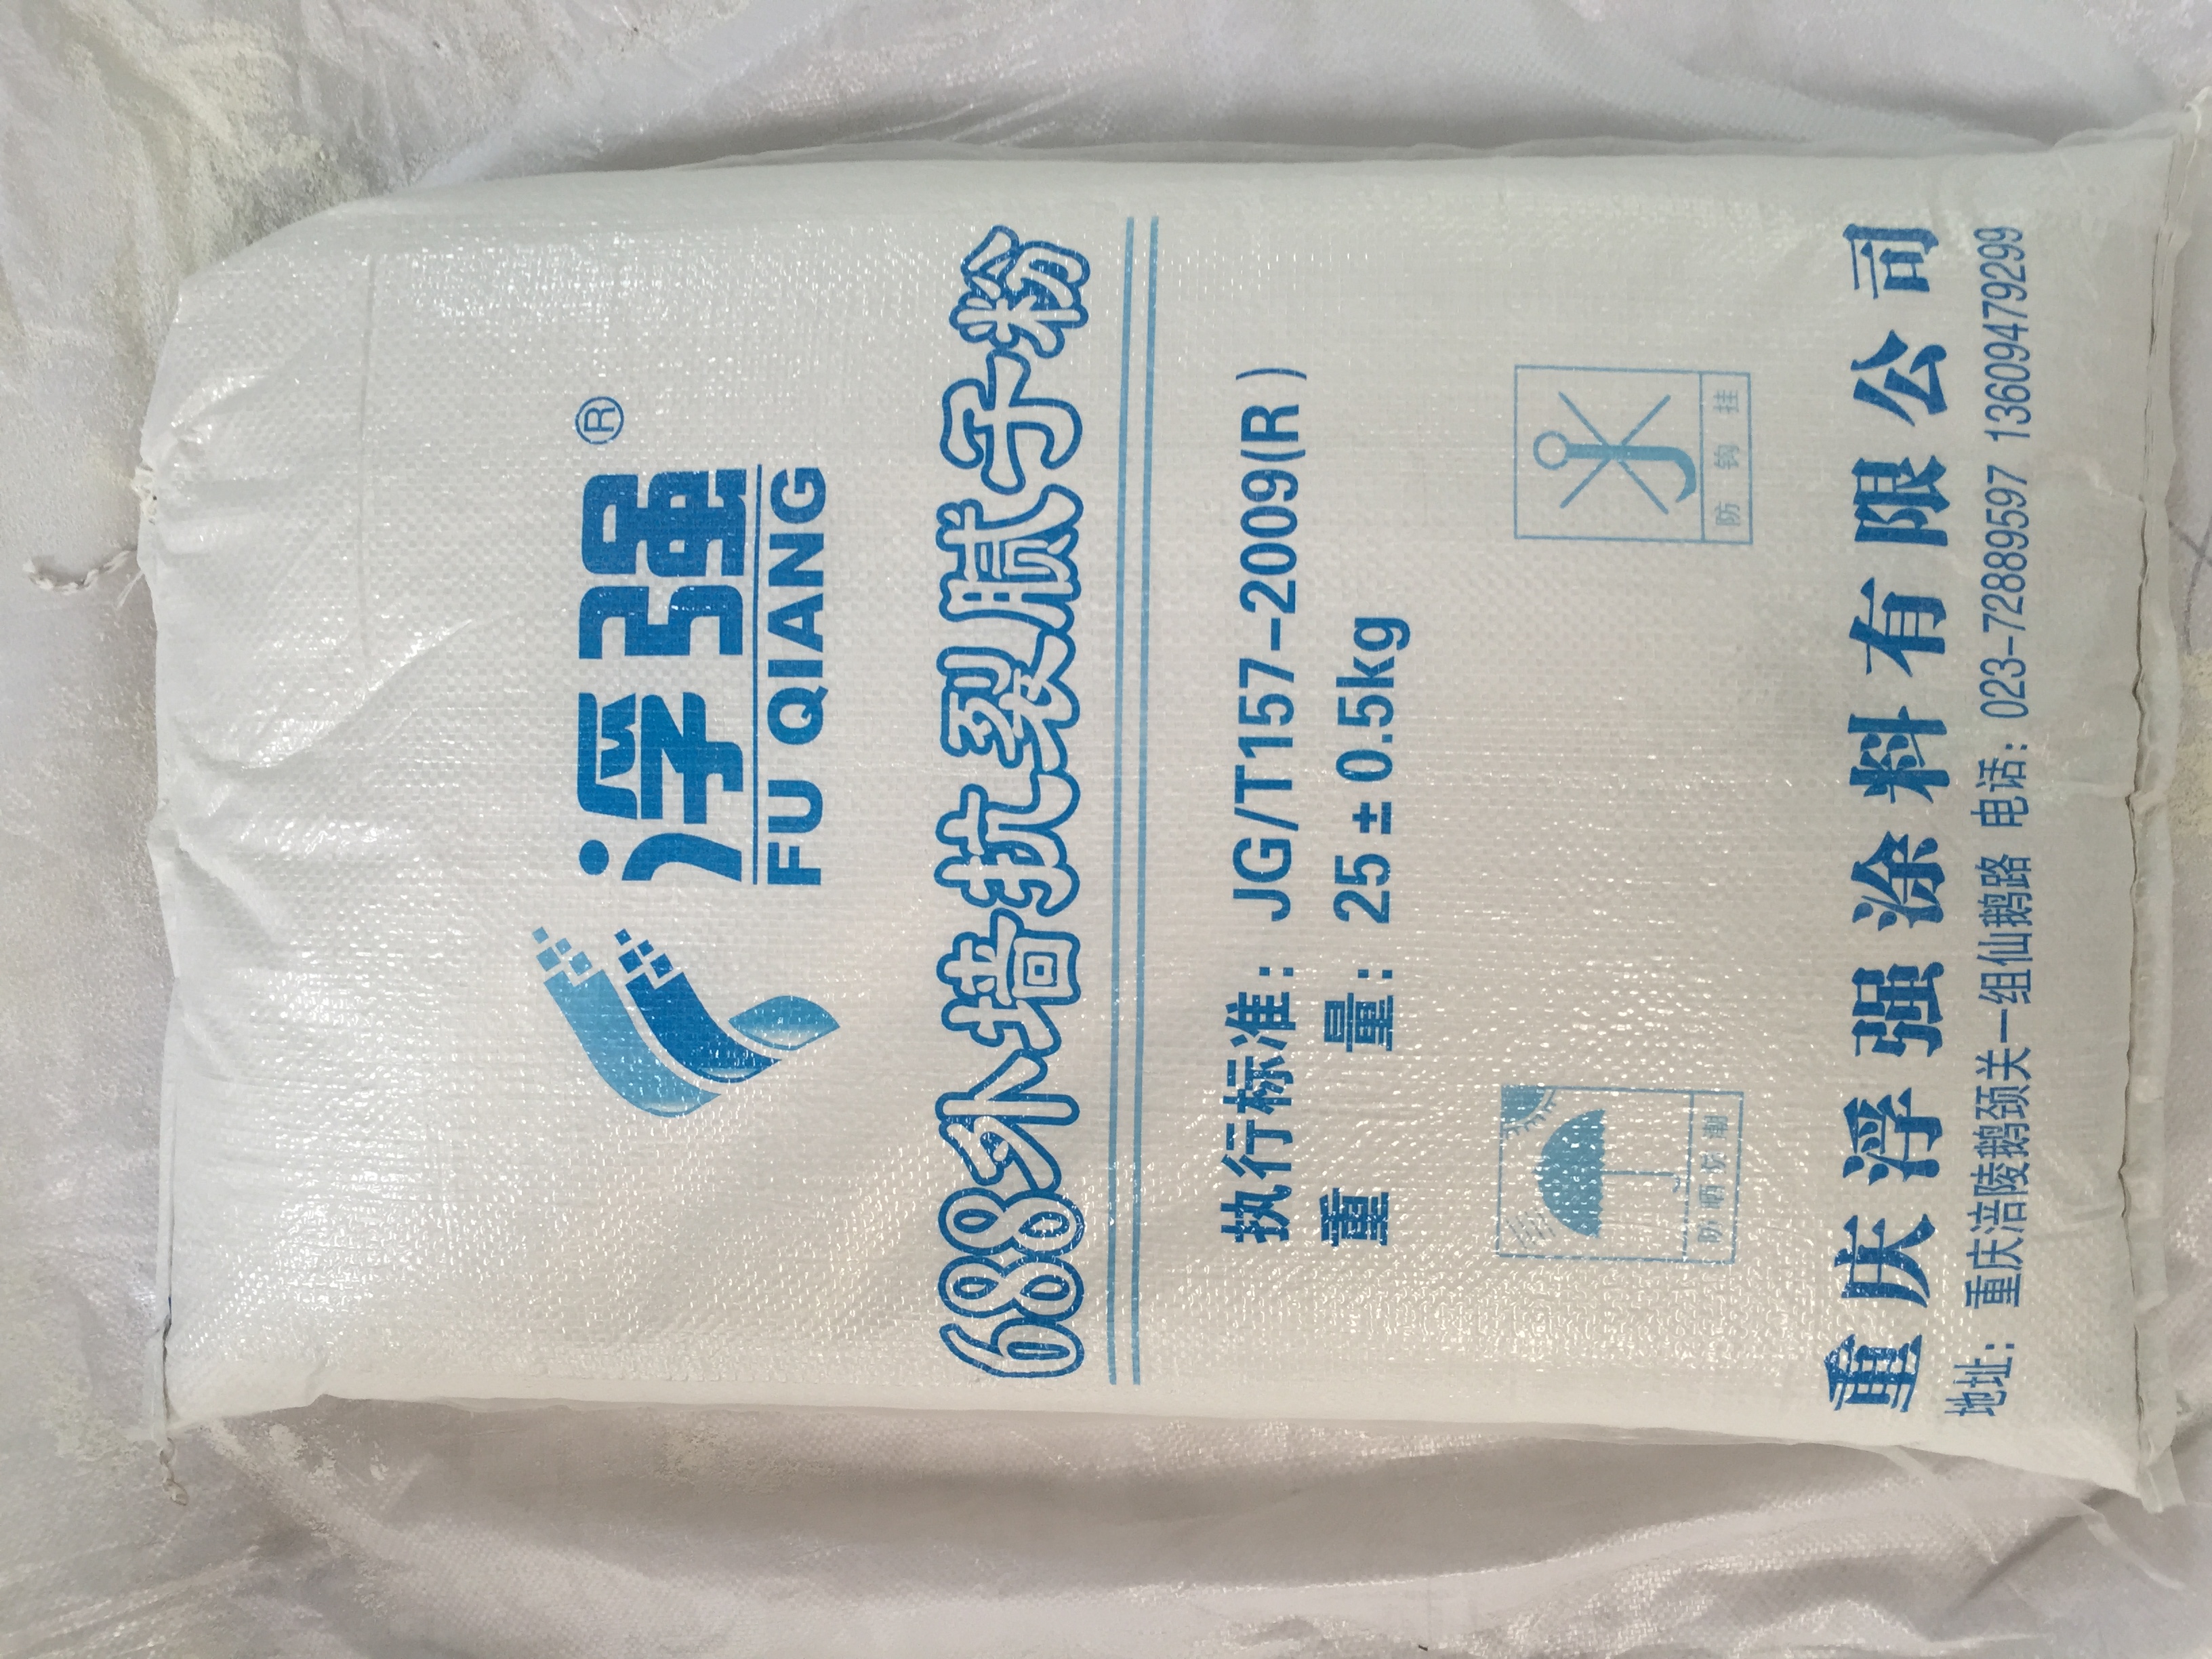 浮强®
FU QIANG
688外墙抗裂腻子粉
执行标准：JG/T157-2009(R)
重 量：25±0.5kg
防晒防潮
防钩挂
重庆浮强涂料有限公司
地址：重庆涪陵鹅颈关一组仙鹅路 电话：023-72889597 13609479299